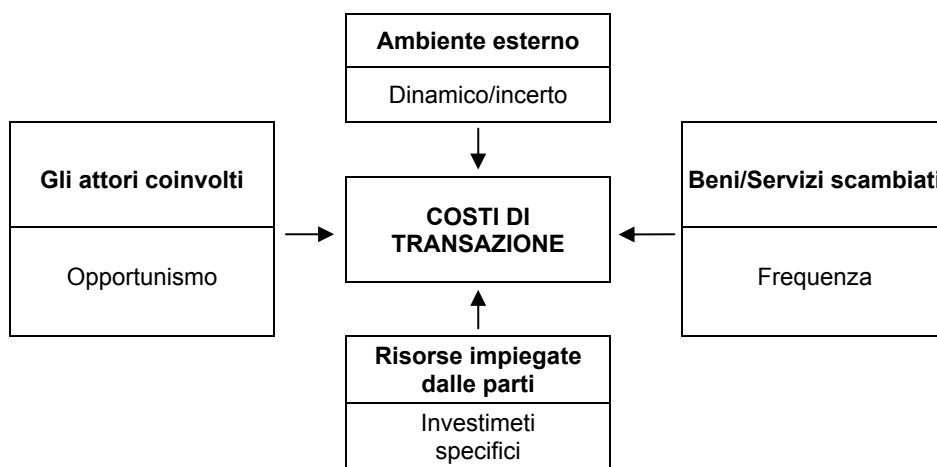 Ambiente esterno
Dinamico/incerto
Gli attori coinvolti
Opportunismo
COSTI DI
TRANSAZIONE
Beni/Servizi scambiati
Frequenza
Risorse impiegate
dalle parti
Investimeti
specifici